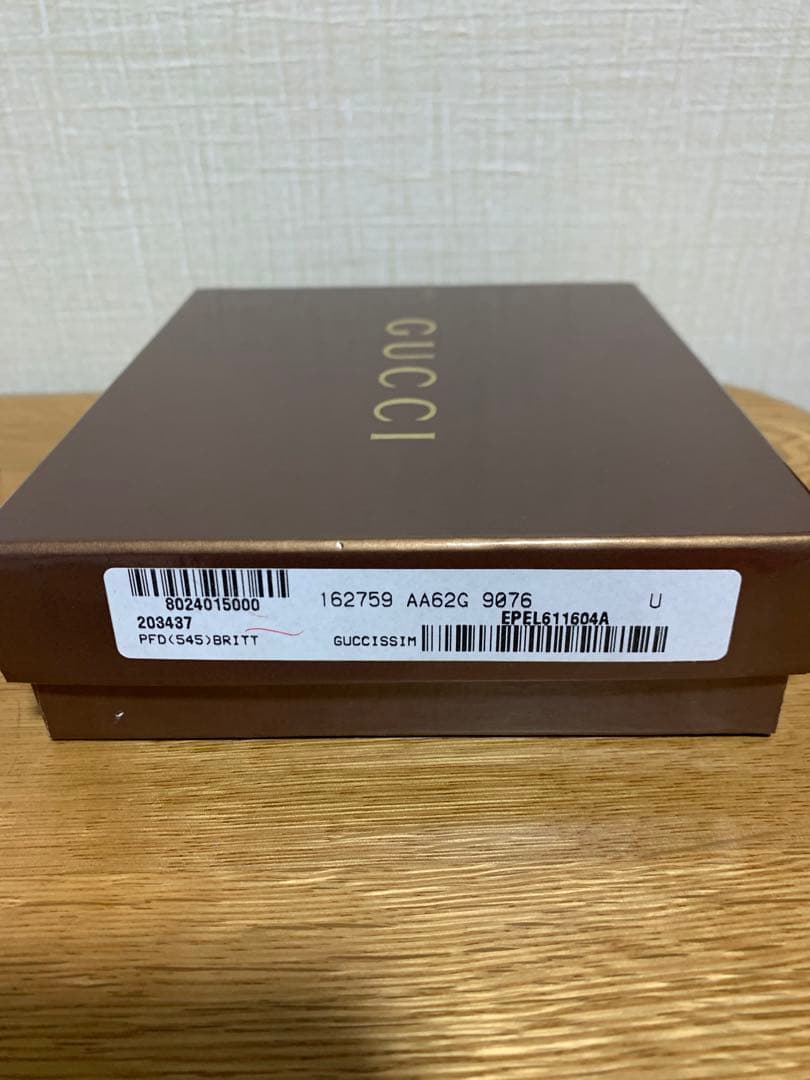 GUCCI
8024015000 162759 AA62G 9076 U
203437 EPEL611604A
PFD(545)BRITT GUCCISSIM